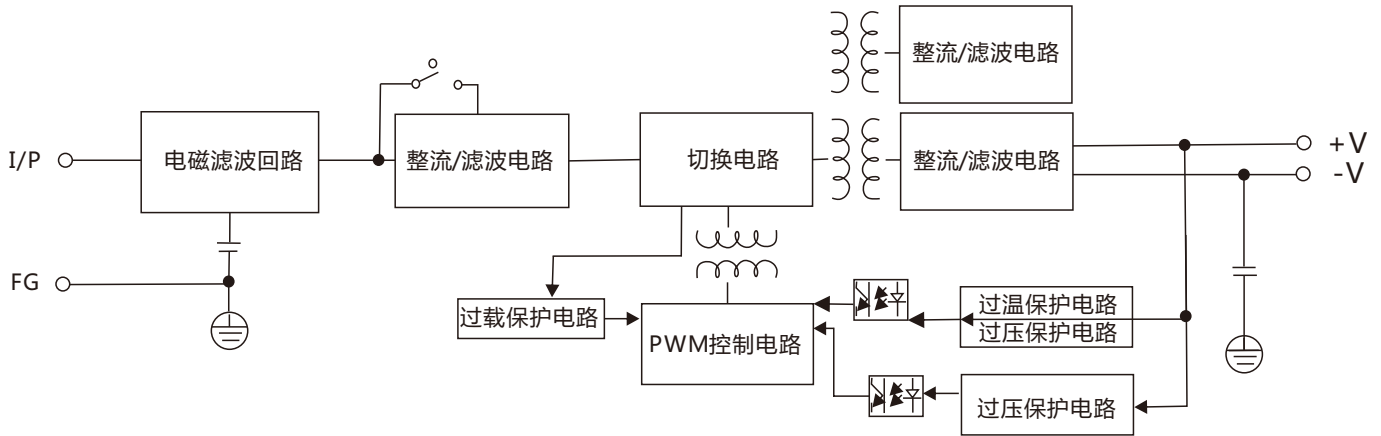 整流/滤波电路
I/P
电磁滤波回路
整流/滤波电路
切换电路
整流/滤波电路
+V
-V
FG
过载保护电路
PWM控制电路
过温保护电路
过压保护电路
过压保护电路